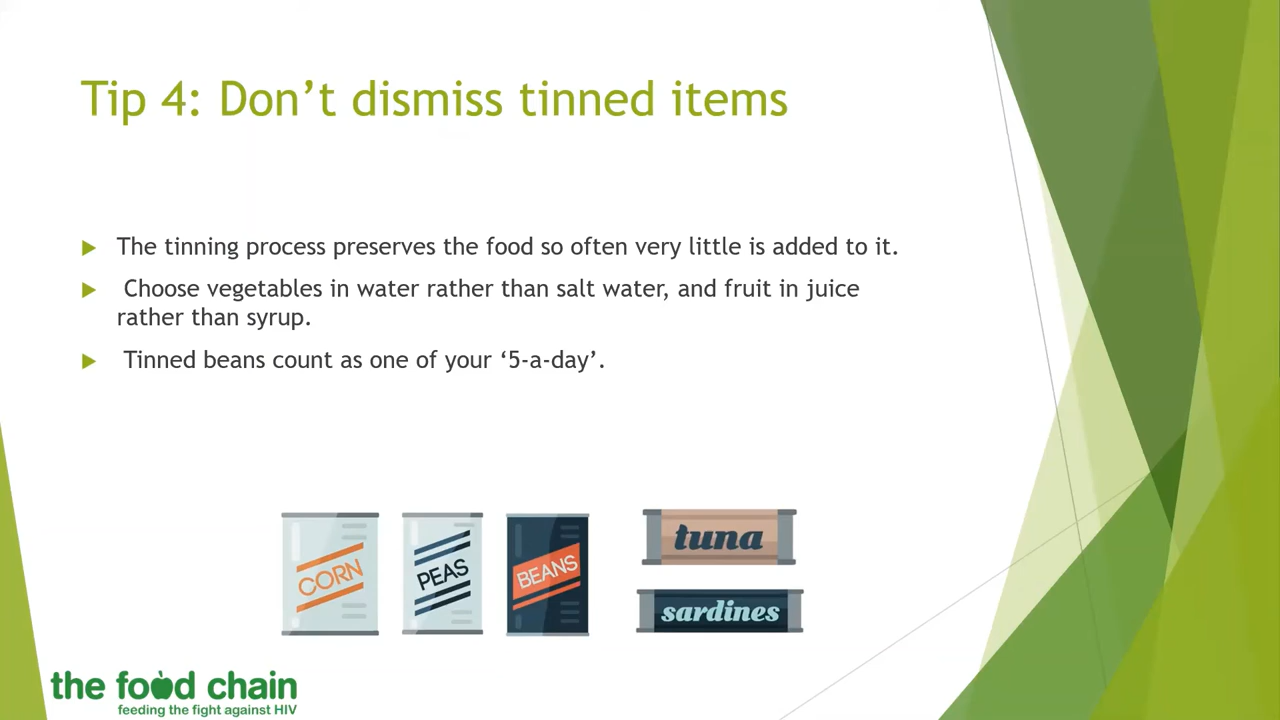 Tip 4: Don’t dismiss tinned items
The tinning process preserves the food so often very little is added to it.
Choose vegetables in water rather than salt water, and fruit in juice
rather than syrup.
Tinned beans count as one of your ‘5-a-day’.
CORN
PEAS
BEANS
tuna
sardines
the food chain
feeding the fight against HIV